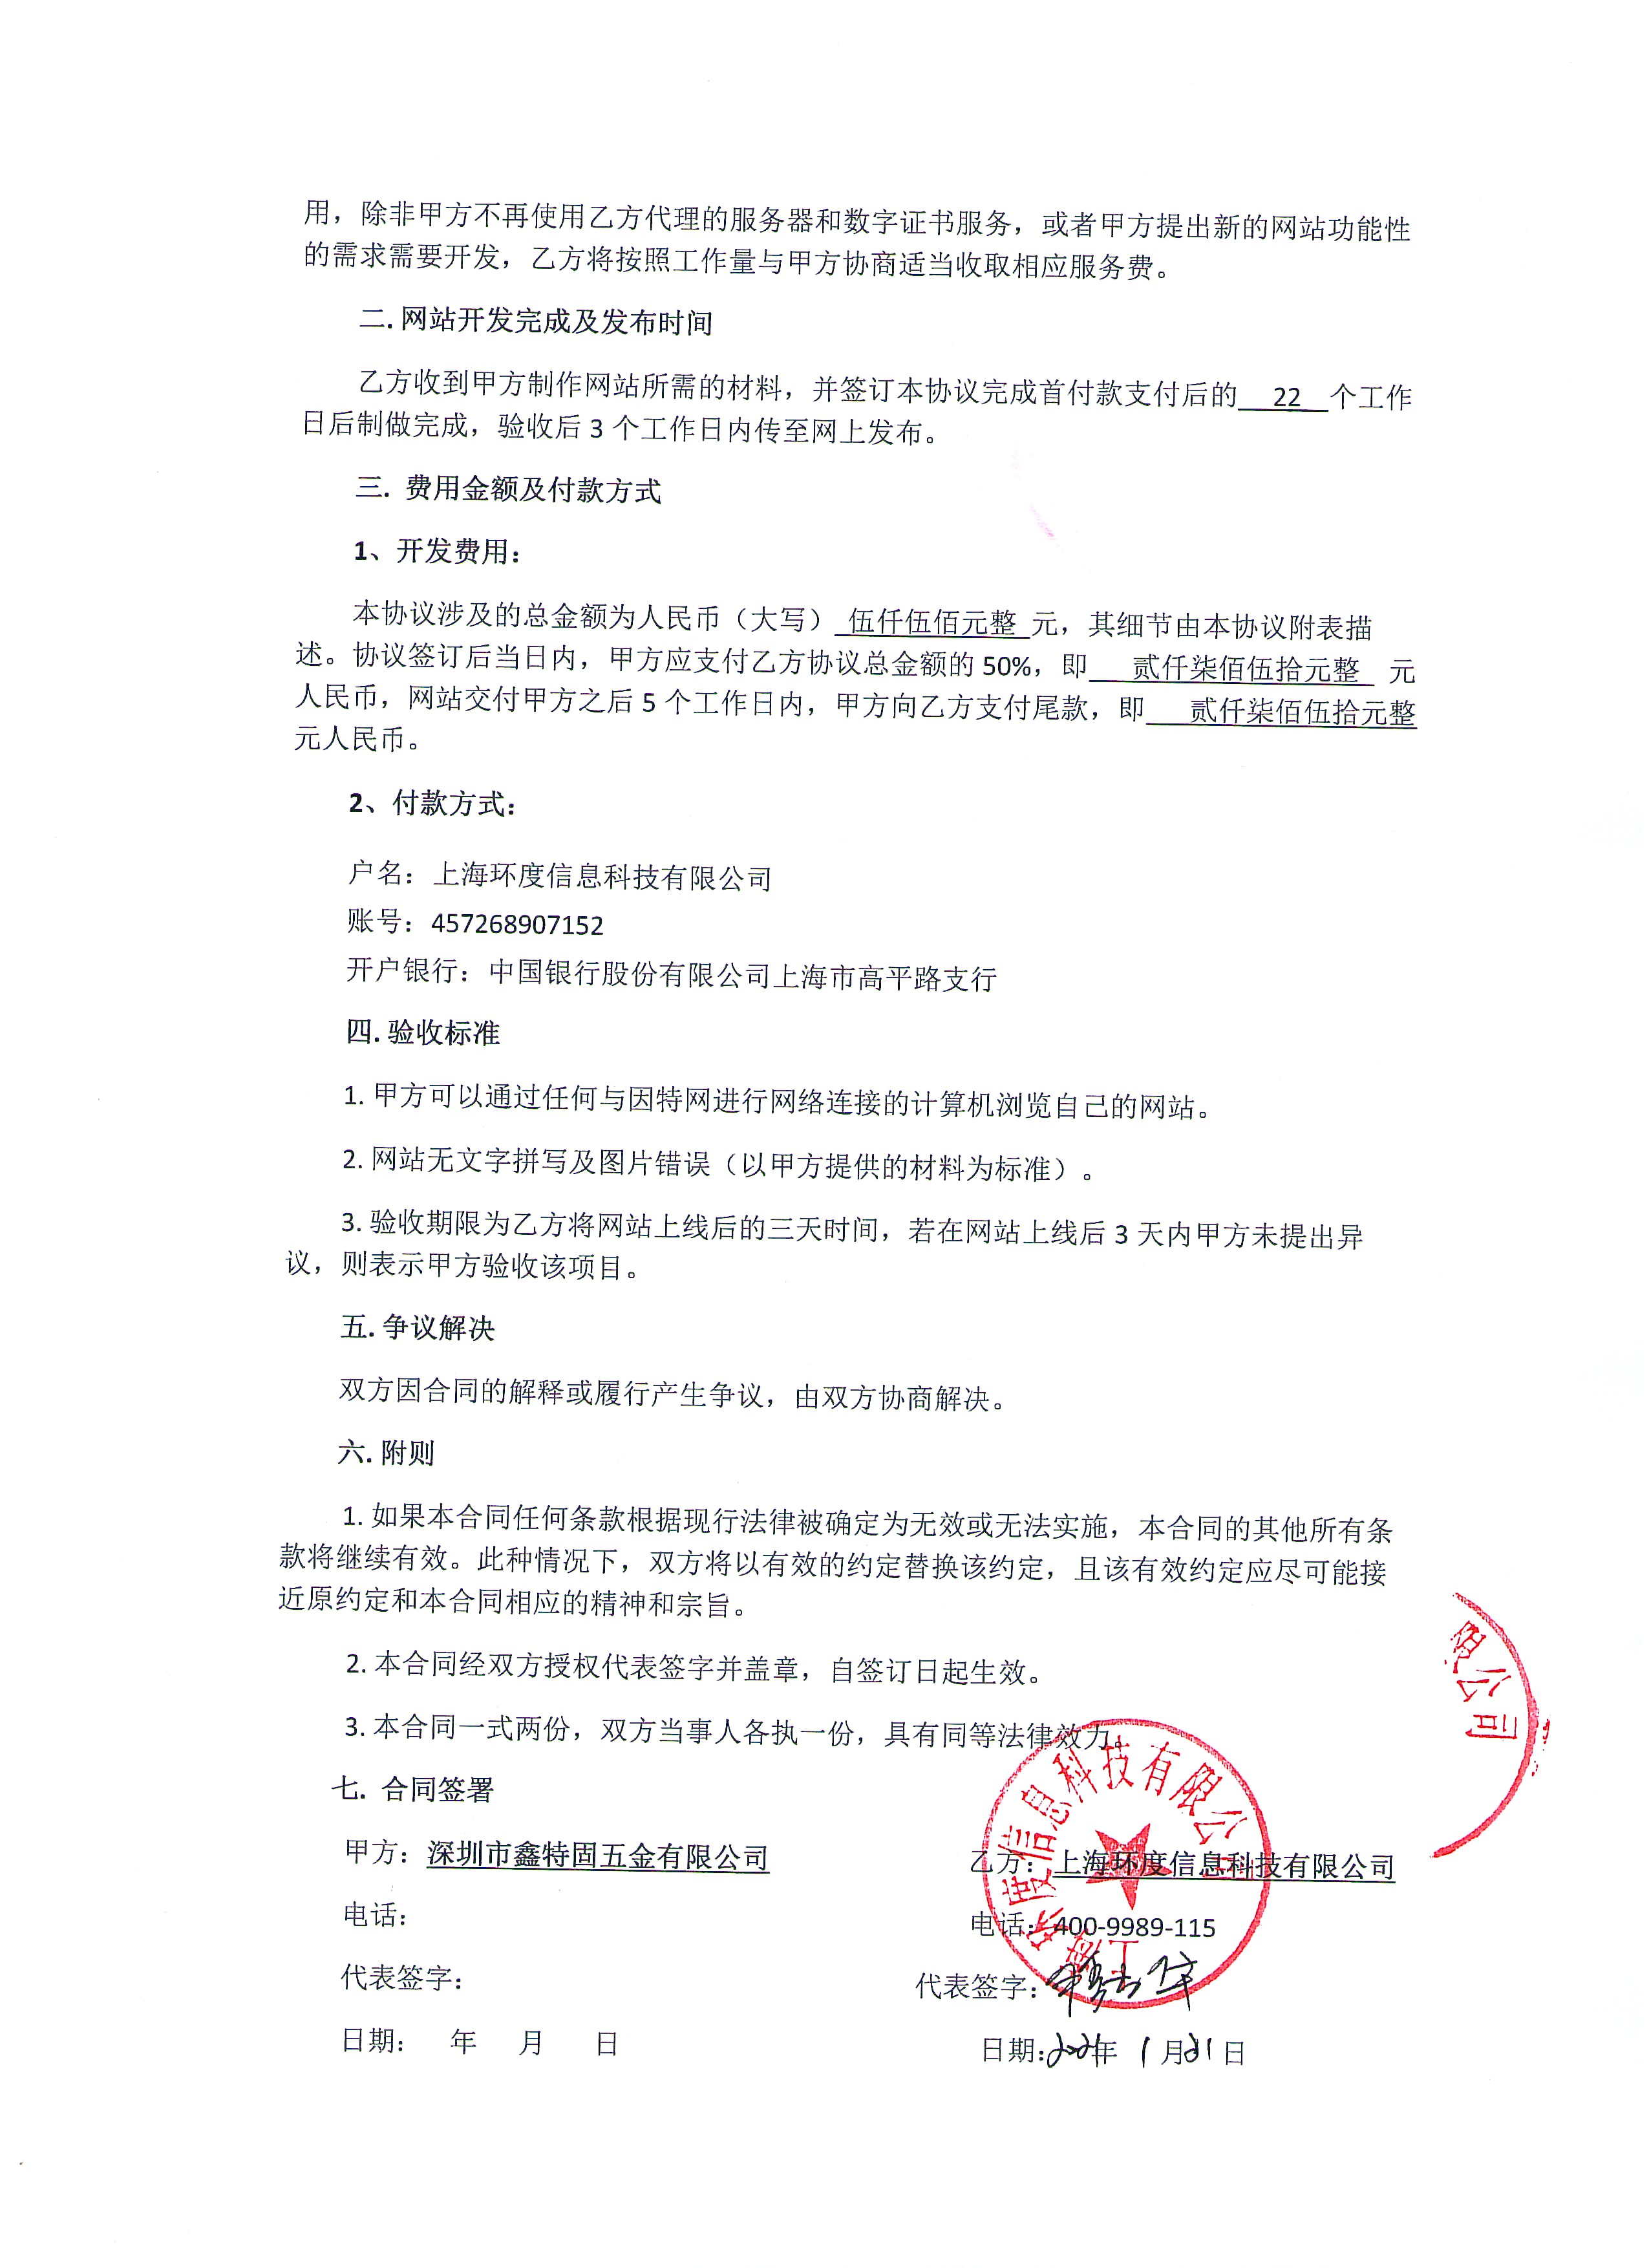 用，除非甲方不再使用乙方代理的服务器和数字证书服务，或者甲方提出新的网站功能性
的需求需要开发，乙方将按照工作量与甲方协商适当收取相应服务费。
二. 网站开发完成及发布时间
乙方收到甲方制作网站所需的材料，并签订本协议完成首付款支付后的 22 个工作
日后制做完成，验收后 3 个工作日内传至网上发布。
三. 费用金额及付款方式
1、开发费用：
本协议涉及的总金额为人民币（大写） 伍仟伍佰元整 元，其细节由本协议附表描
述。协议签订后当日内，甲方应支付乙方协议总金额的 50%，即 贰仟柒佰伍拾元整 元
人民币，网站交付甲方之后 5 个工作日内，甲方向乙方支付尾款，即 贰仟柒佰伍拾元整
元人民币。
2、付款方式：
户名：上海环度信息科技有限公司
账号：457268907152
开户银行：中国银行股份有限公司上海市高平路支行
四. 验收标准
1. 甲方可以通过任何与因特网进行网络连接的计算机浏览自己的网站。
2. 网站无文字拼写及图片错误（以甲方提供的材料为标准）。
3. 验收期限为乙方将网站上线后的三天时间，若在网站上线后 3 天内甲方未提出异
议，则表示甲方验收该项目。
五. 争议解决
双方因合同的解释或履行产生争议，由双方协商解决。
六. 附则
1. 如果本合同任何条款根据现行法律被确定为无效或无法实施，本合同的其他所有条
款将继续有效。此种情况下，双方将以有效的约定替换该约定，且该有效约定应尽可能接
近原约定和本合同相应的精神和宗旨。
限公司
2. 本合同经双方授权代表签字并盖章，自签订日起生效。
3. 本合同一式两份，双方当事人各执一份，具有同等法律效力。
上海环度信息科技有限公司
七. 合同签署
甲方：深圳市鑫特固五金有限公司 乙方：上海环度信息科技有限公司
电话： 电话：400-9989-115
代表签字： 代表签字：
日期： 年 月 日 日期：2021年 1月21日